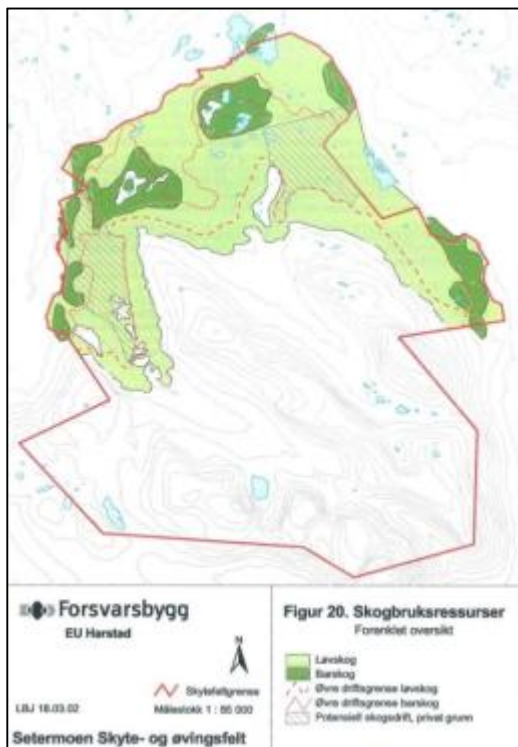 Forsvarsbygg
EU Harstad
N
Skytefeltgrense
LBJ 18.03.02
Målestokk 1 : 85 000
Setermoen Skyte- og øvingsfelt
Figur 20. Skogbruksressurser
Forenklet oversikt
Løvskog
Barskog
Øvre driftsgrense løvskog
Øvre driftsgrense barskog
Potensiell skogsdrift, privat grunn